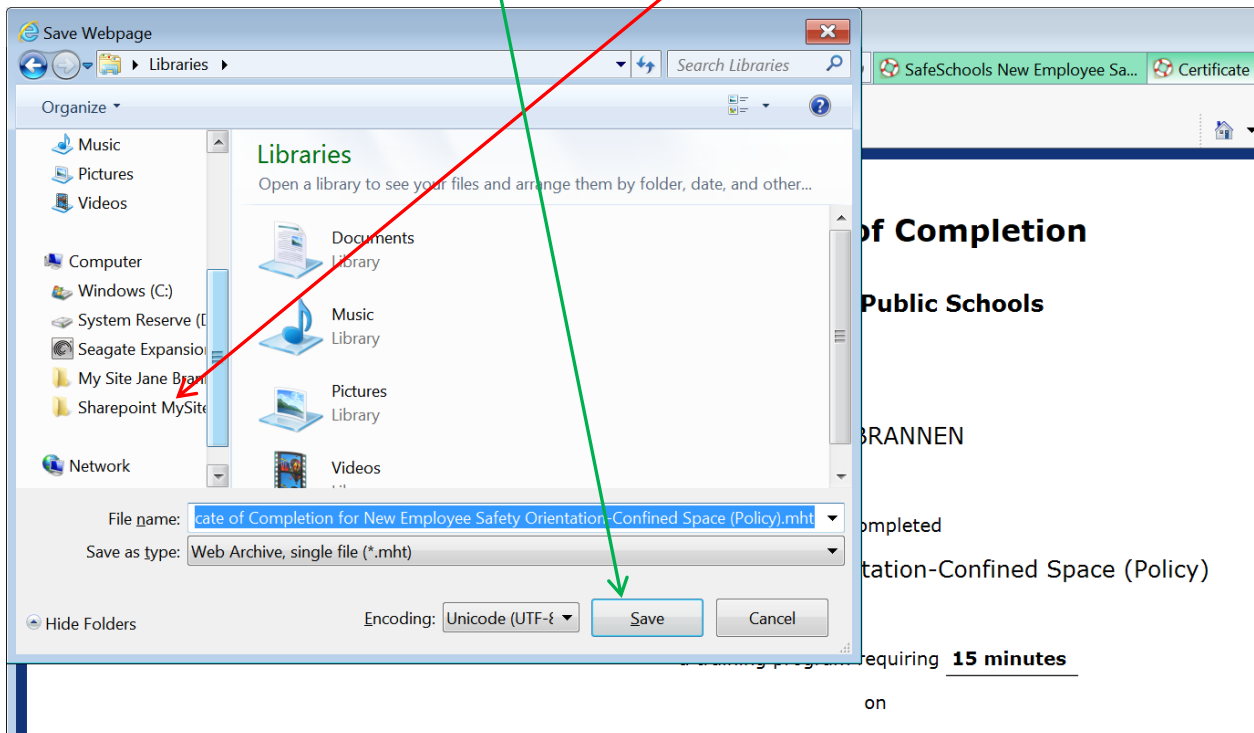 Save Webpage
Libraries
Search Libraries
SafeSchools New Employee Sa...
Certificate
Organize
Music
Pictures
Videos
Computer
Windows (C:)
System Reserve (
Seagate Expansion
My Site Jane Bran
Sharepoint MySite
Network
Libraries
Open a library to see your files and arrange them by folder, date, and other...
Documents
Library
Music
Library
Pictures
Library
Videos
File name: cate of Completion for New Employee Safety Orientation-Confined Space (Policy).mht
Save as type: Web Archive, single file (*.mht)
Hide Folders
Encoding: Unicode (UTF-8
Save
Cancel
of Completion
Public Schools
BRANNEN
ompleted
tation-Confined Space (Policy)
a training program requiring 15 minutes
on